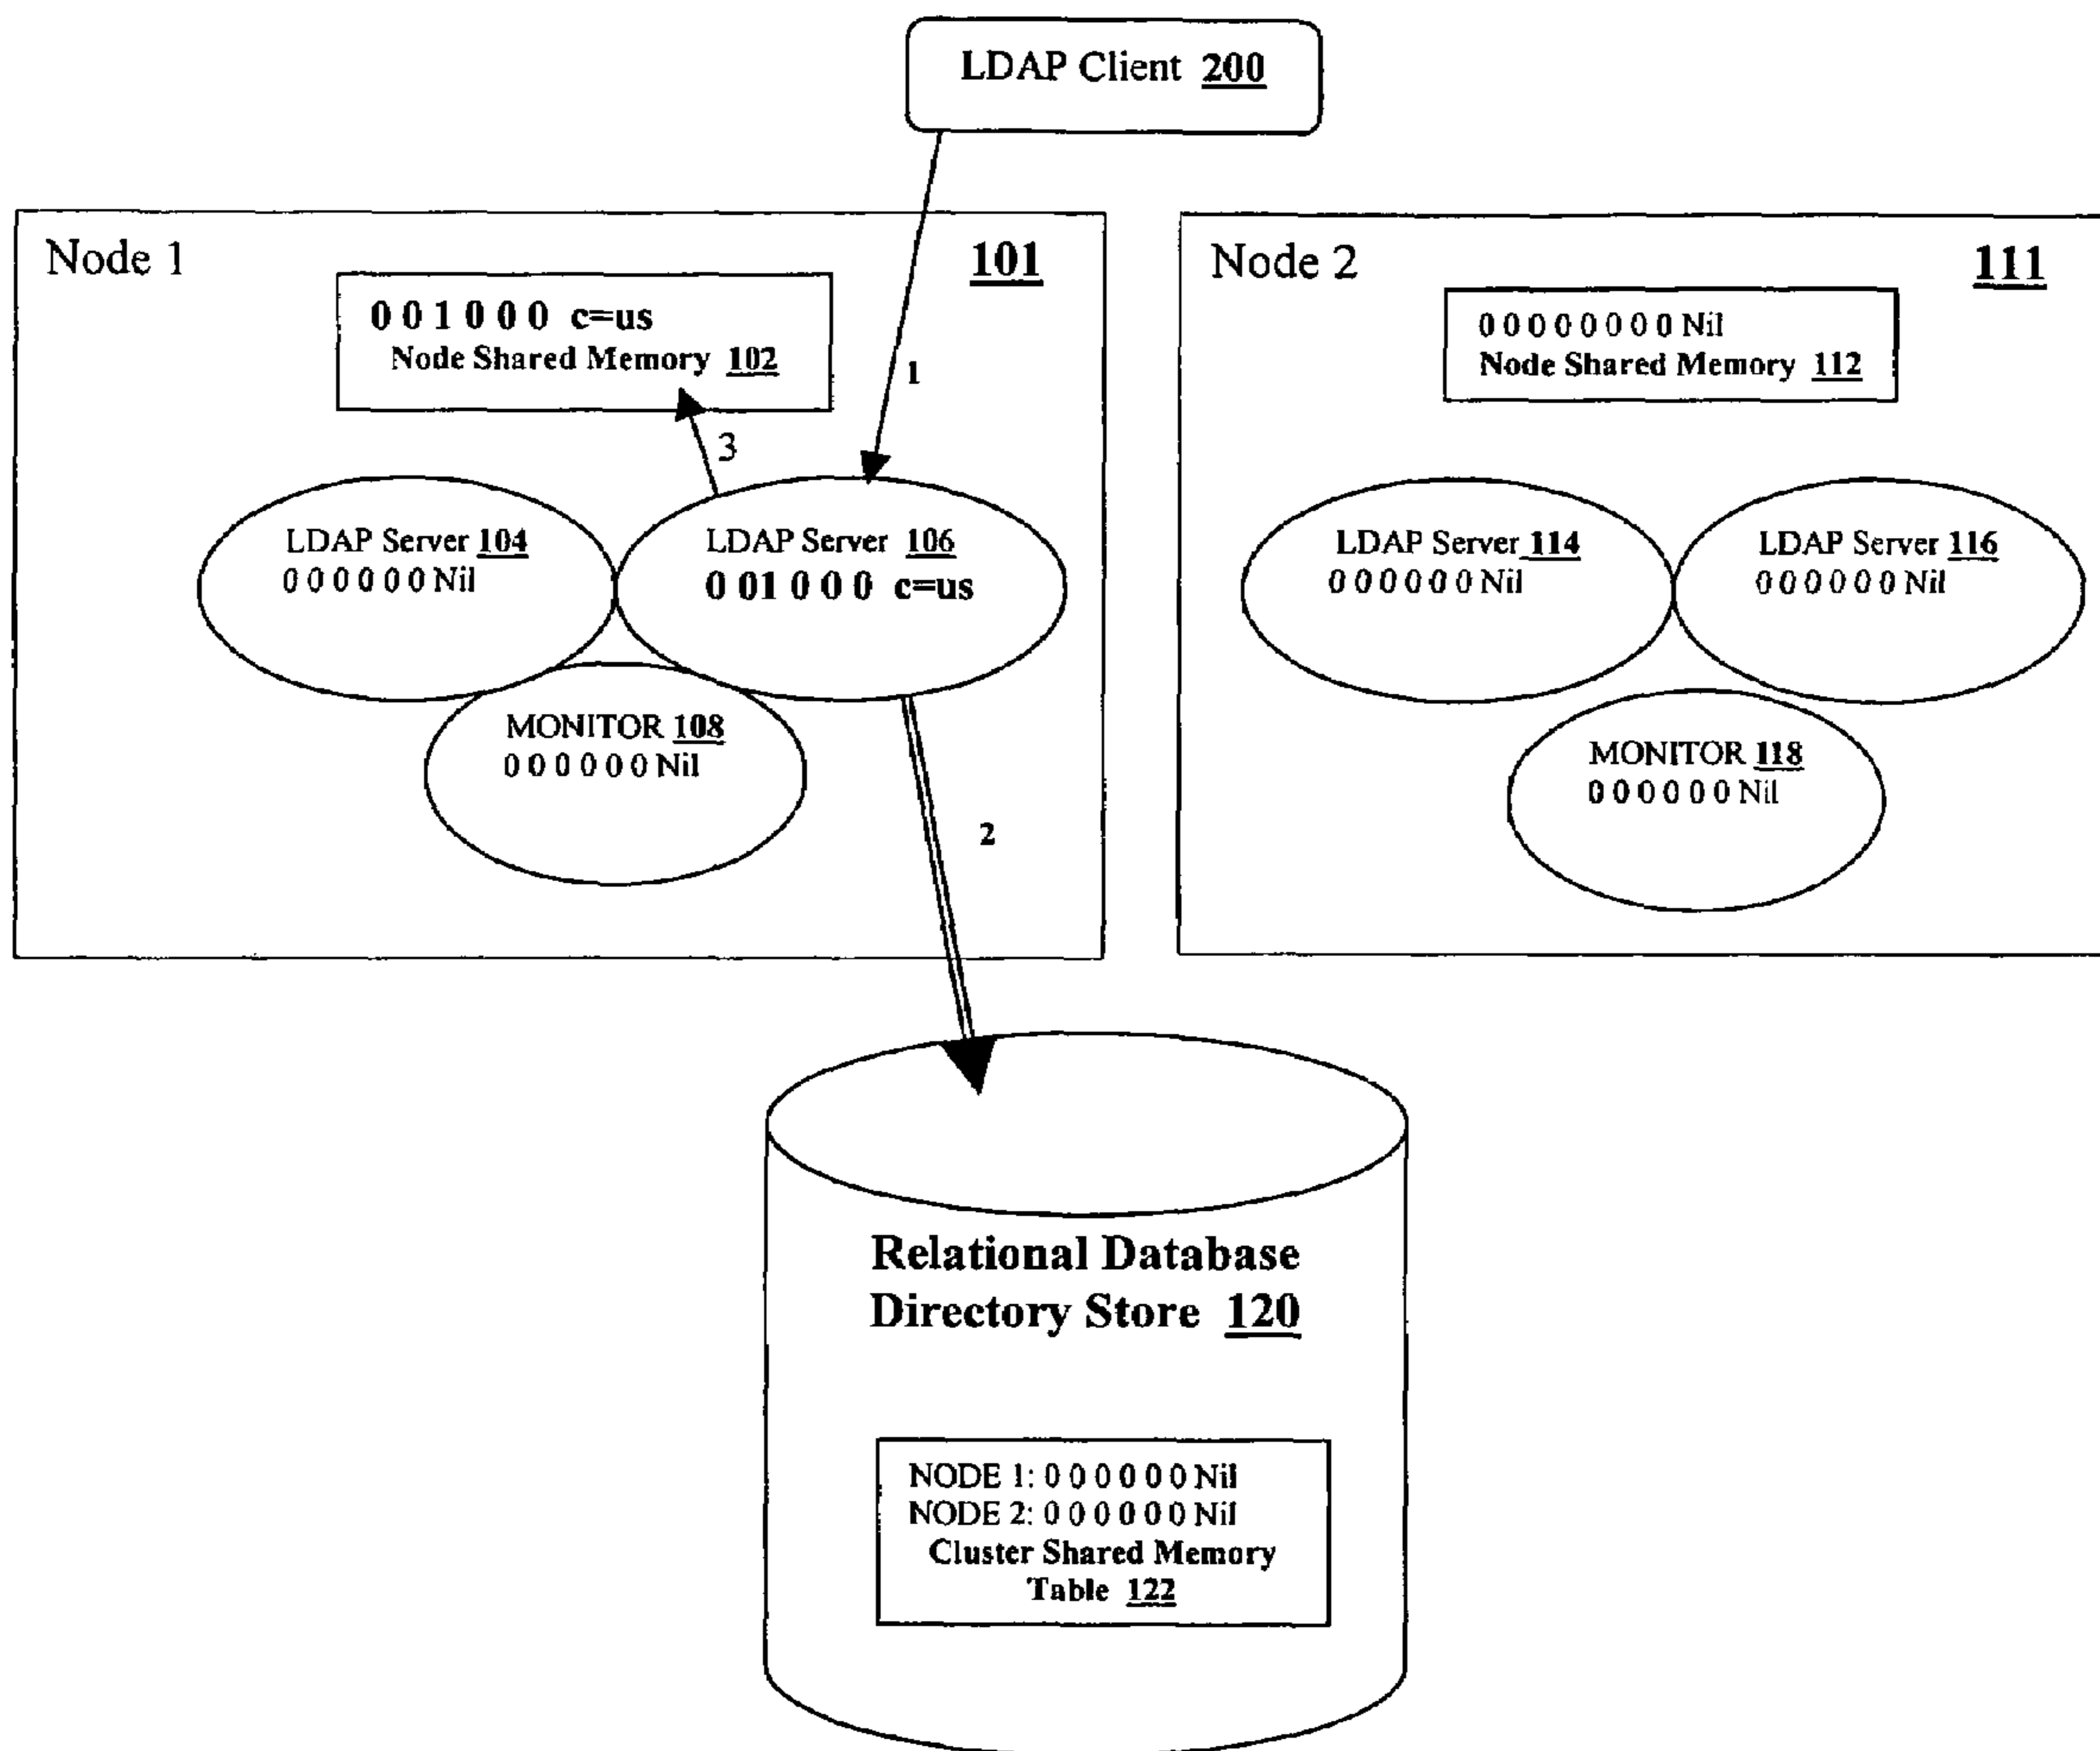 LDAP Client 200
Node 1 101
0 0 1 0 0 0 c=us
Node Shared Memory 102
1
3
LDAP Server 104
0 0 0 0 0 0 Nil
LDAP Server 106
0 01 0 0 0 c=us
MONITOR 108
0 0 0 0 0 0 Nil
2
Node 2 111
0 0 0 0 0 0 0 0 Nil
Node Shared Memory 112
LDAP Server 114
0 0 0 0 0 0 Nil
LDAP Server 116
0 0 0 0 0 0 Nil
MONITOR 118
0 0 0 0 0 0 Nil
Relational Database
Directory Store 120
NODE 1: 0 0 0 0 0 0 Nil
NODE 2: 0 0 0 0 0 0 Nil
Cluster Shared Memory
Table 122